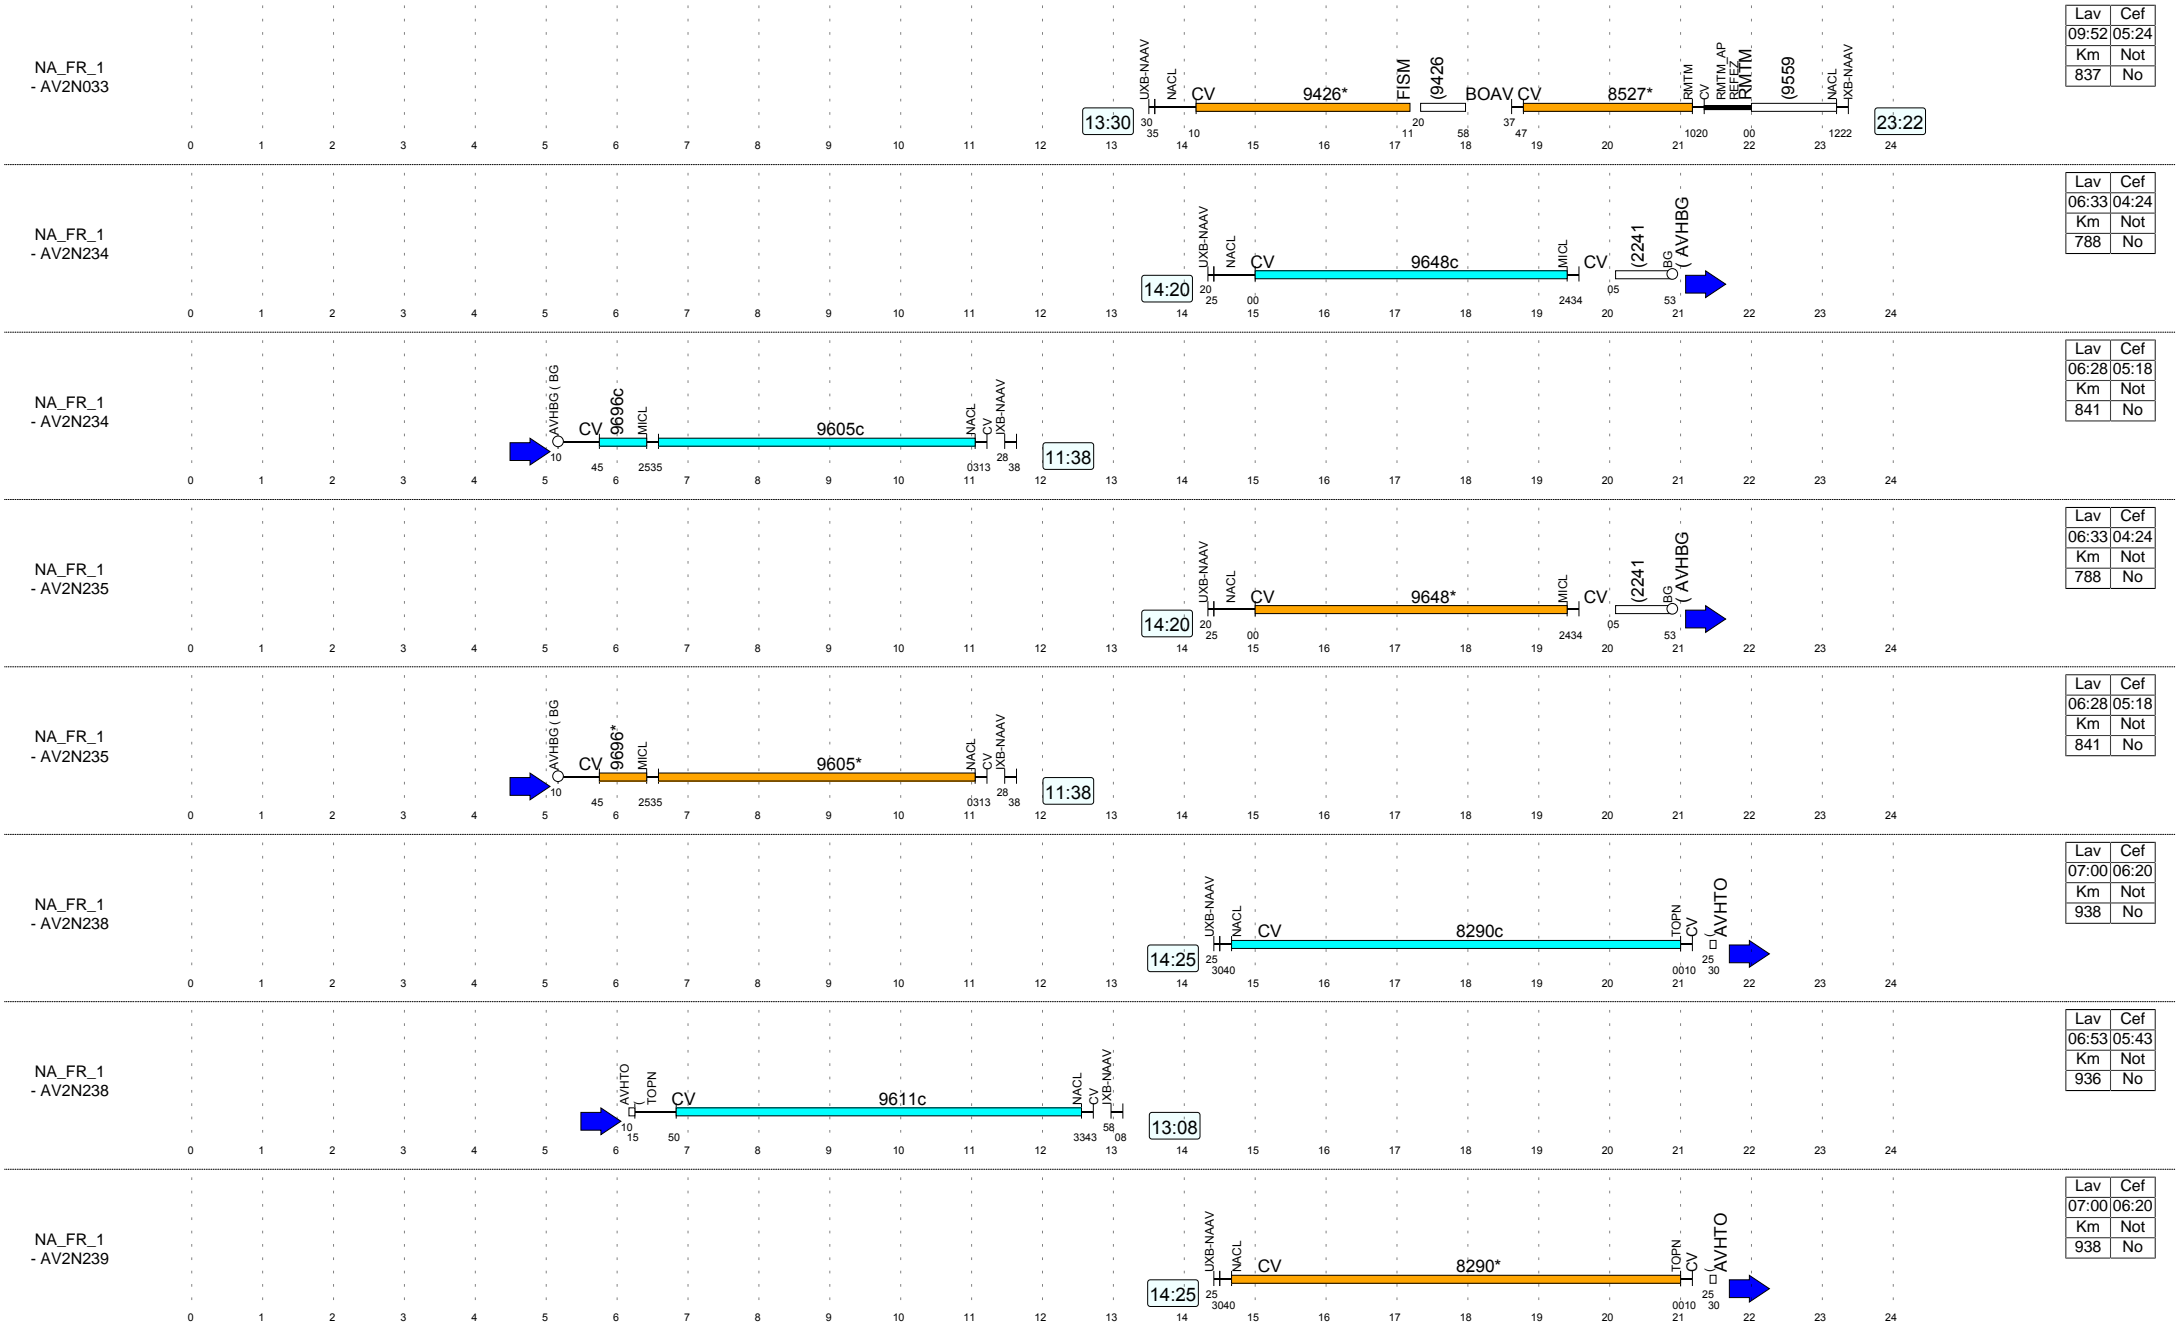 NA_FR_1
- AV2N033
13:30
UXB-NAAV
NACL
CV
9426*
FISM
(9426
BOAV
CV
8527*
RMTM
CV
RMTM_AP
REFEZ
RMTM
(9559
NACL
IXB-NAAV
23:22
30 35 10 11 20 58 37 47 1020 00 1222
0 1 2 3 4 5 6 7 8 9 10 11 12 13 14 15 16 17 18 19 20 21 22 23 24
Lav Cef
09:52 05:24
Km Not
837 No
NA_FR_1
- AV2N234
14:20
UXB-NAAV
NACL
CV
9648c
MICL
CV
(2241
BG
( AVHBG
20 25 00 2434 05 53
0 1 2 3 4 5 6 7 8 9 10 11 12 13 14 15 16 17 18 19 20 21 22 23 24
Lav Cef
06:33 04:24
Km Not
788 No
NA_FR_1
- AV2N234
AVHBG ( BG
CV
9696c
MICL
9605c
NACL
CV
IXB-NAAV
11:38
10 45 2535 0313 28 38
0 1 2 3 4 5 6 7 8 9 10 11 12 13 14 15 16 17 18 19 20 21 22 23 24
Lav Cef
06:28 05:18
Km Not
841 No
NA_FR_1
- AV2N235
14:20
UXB-NAAV
NACL
CV
9648*
MICL
CV
(2241
BG
( AVHBG
20 25 00 2434 05 53
0 1 2 3 4 5 6 7 8 9 10 11 12 13 14 15 16 17 18 19 20 21 22 23 24
Lav Cef
06:33 04:24
Km Not
788 No
NA_FR_1
- AV2N235
AVHBG ( BG
CV
9696*
MICL
9605*
NACL
CV
IXB-NAAV
11:38
10 45 2535 0313 28 38
0 1 2 3 4 5 6 7 8 9 10 11 12 13 14 15 16 17 18 19 20 21 22 23 24
Lav Cef
06:28 05:18
Km Not
841 No
NA_FR_1
- AV2N238
14:25
UXB-NAAV
NACL
CV
8290c
TOPN
CV
(
AVHTO
25 3040 0010 25 30
0 1 2 3 4 5 6 7 8 9 10 11 12 13 14 15 16 17 18 19 20 21 22 23 24
Lav Cef
07:00 06:20
Km Not
938 No
NA_FR_1
- AV2N238
AVHTO
(
TOPN
CV
9611c
NACL
CV
IXB-NAAV
13:08
10 15 50 3343 58 08
0 1 2 3 4 5 6 7 8 9 10 11 12 13 14 15 16 17 18 19 20 21 22 23 24
Lav Cef
06:53 05:43
Km Not
936 No
NA_FR_1
- AV2N239
14:25
UXB-NAAV
NACL
CV
8290*
TOPN
CV
(
AVHTO
25 3040 0010 25 30
0 1 2 3 4 5 6 7 8 9 10 11 12 13 14 15 16 17 18 19 20 21 22 23 24
Lav Cef
07:00 06:20
Km Not
938 No